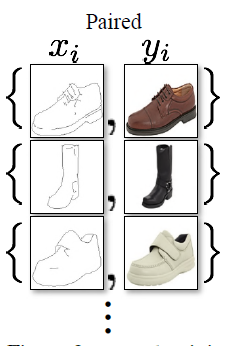 Paired
x_i y_i
{ , }
{ , }
{ , }
⋮